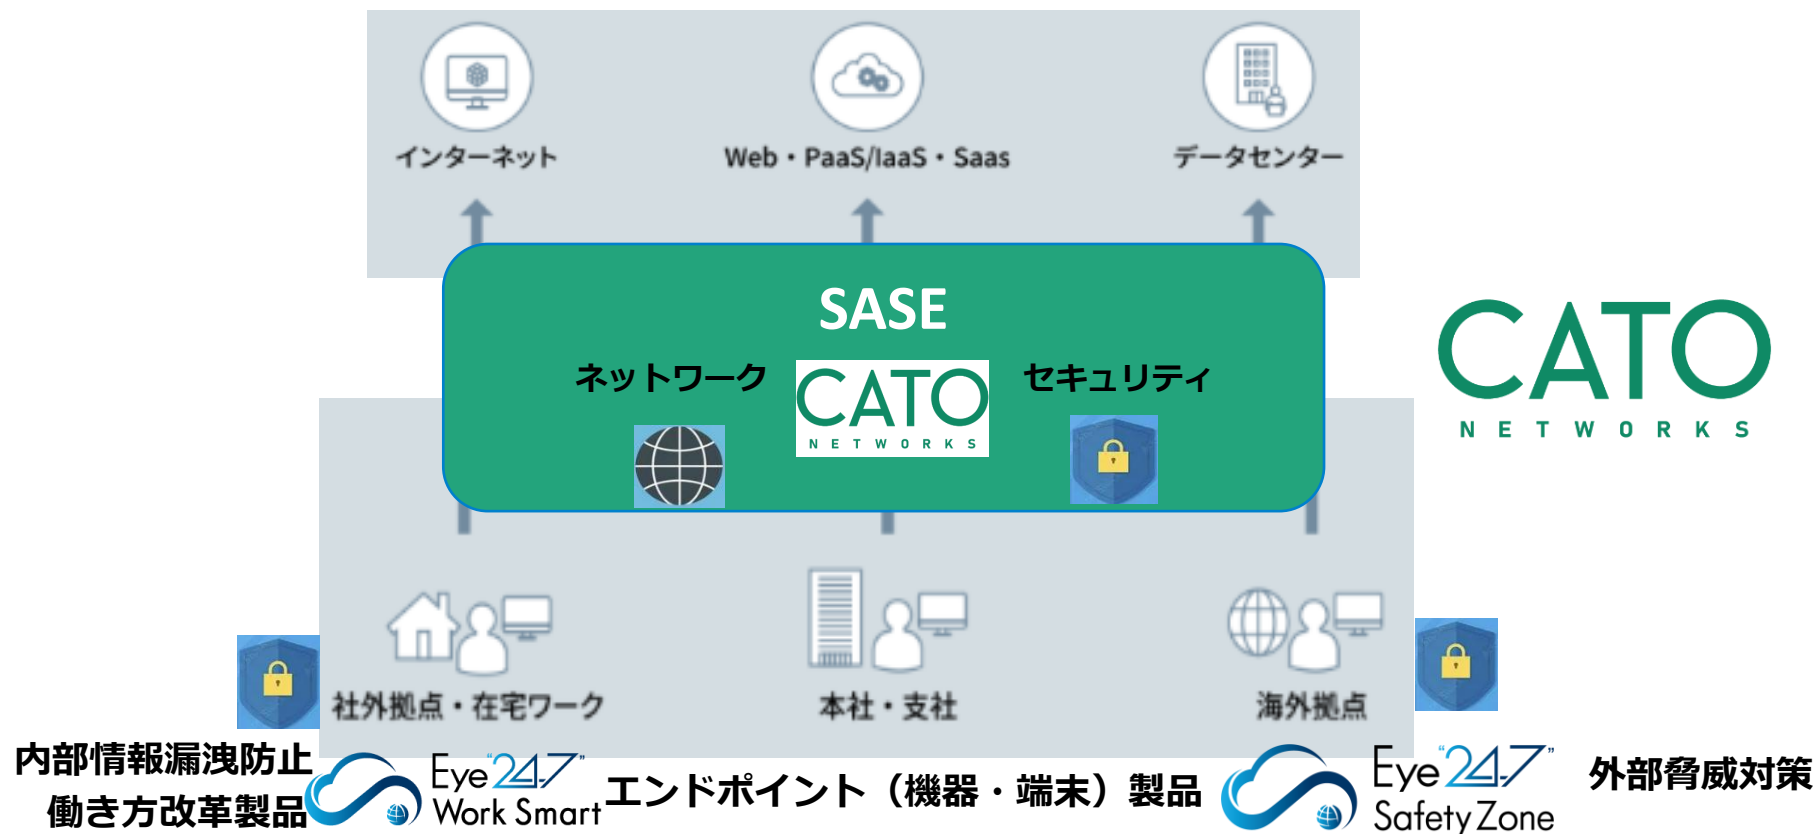 インターネット
Web・PaaS/IaaS・Saas
データセンター
SASE
ネットワーク
CATO
NETWORKS
セキュリティ
CATO
NETWORKS
社外拠点・在宅ワーク
本社・支社
海外拠点
内部情報漏洩防止
働き方改革製品
Eye“24-7”
Work Smart
エンドポイント（機器・端末）製品
Eye“24-7”
Safety Zone
外部脅威対策